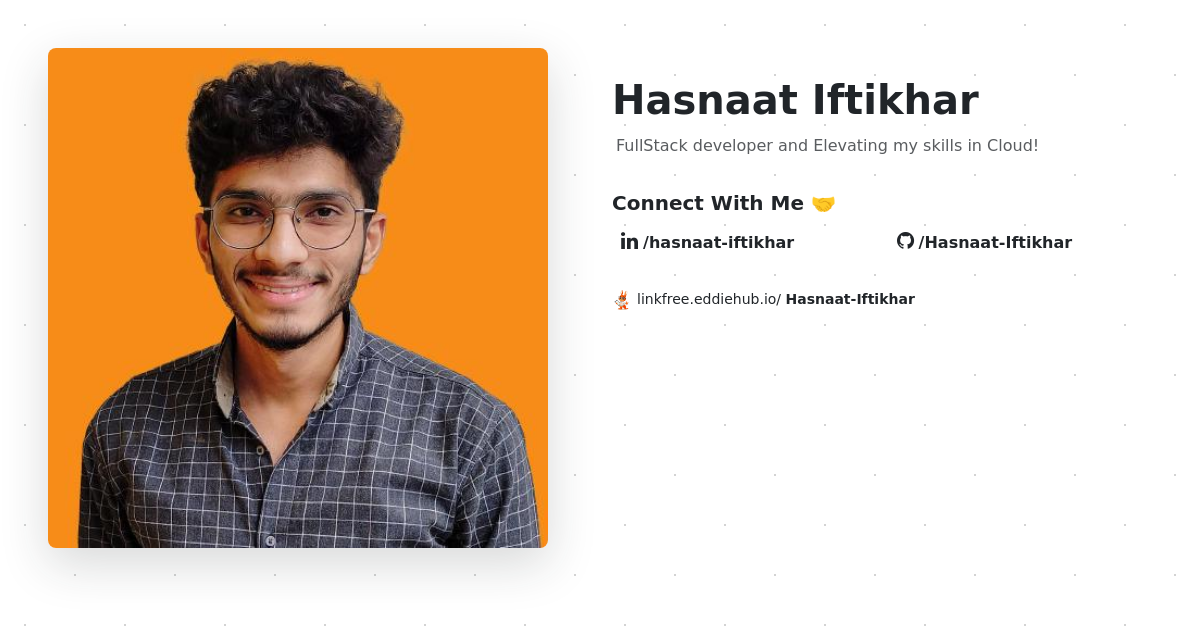 Hasnaat Iftikhar
FullStack developer and Elevating my skills in Cloud!
Connect With Me 🤝
in /hasnaat-iftikhar
/Hasnaat-Iftikhar
linkfree.eddiehub.io/ Hasnaat-Iftikhar